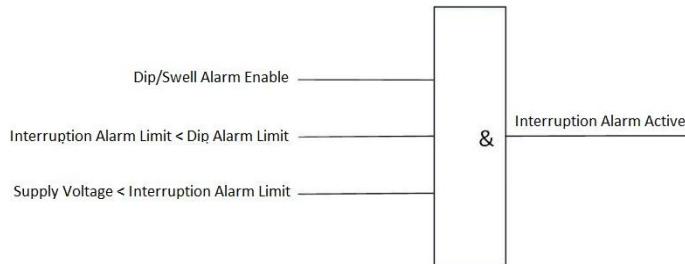 Dip/Swell Alarm Enable
Interruption Alarm Limit < Dip Alarm Limit
&
Interruption Alarm Active
Supply Voltage < Interruption Alarm Limit